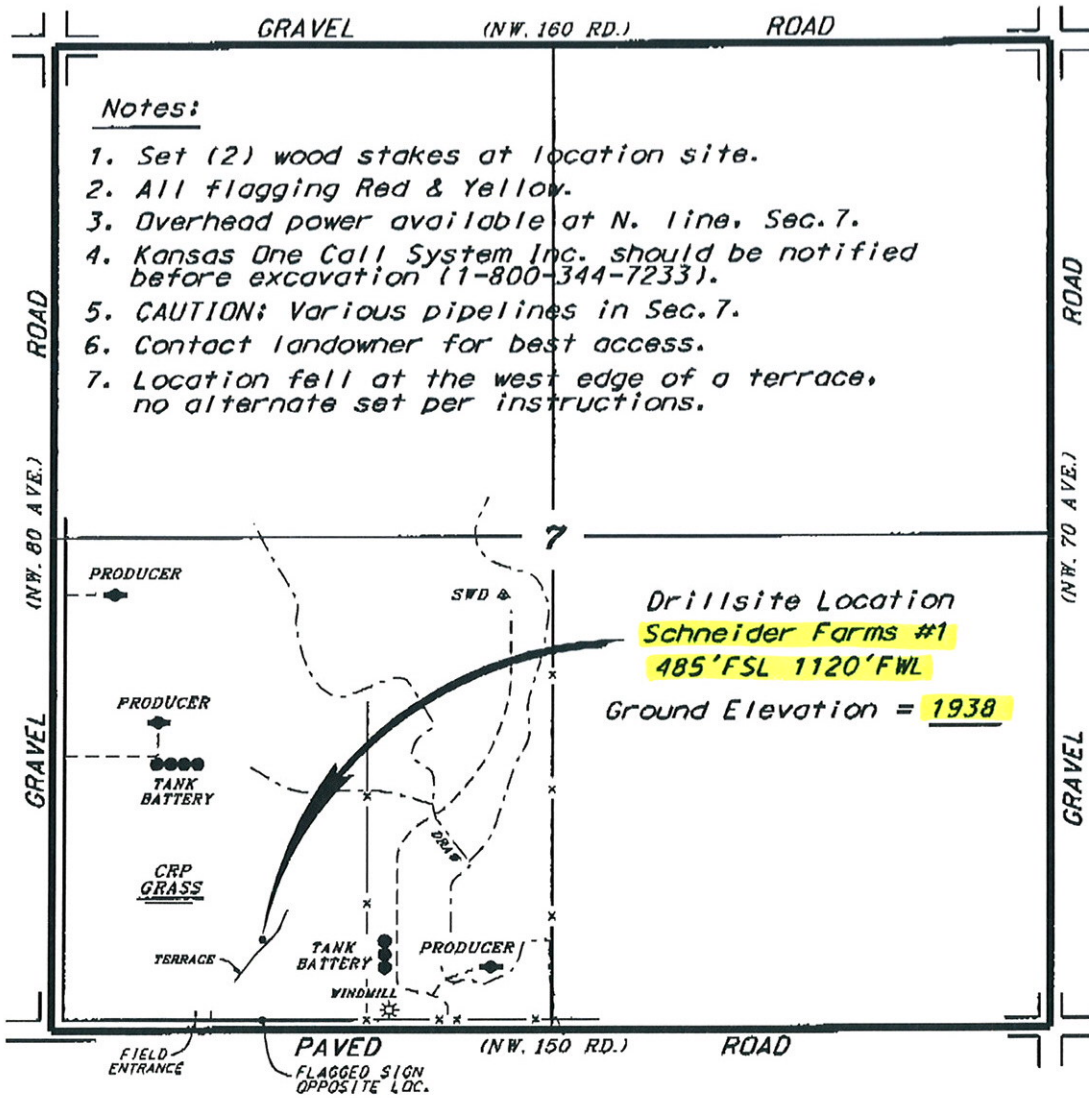 GRAVEL (NW. 160 RD.) ROAD
Notes:
1. Set (2) wood stakes at location site.
2. All flagging Red & Yellow.
3. Overhead power available at N. line, Sec. 7.
4. Kansas One Call System Inc. should be notified
before excavation (1-800-344-7233).
5. CAUTION: Various pipelines in Sec. 7.
6. Contact landowner for best access.
7. Location fell at the west edge of a terrace,
no alternate set per instructions.
GRAVEL (NW. 80 AVE.) ROAD
GRAVEL (NW. 70 AVE.) ROAD
7
PRODUCER
SWD
Drillsite Location
Schneider Farms #1
485'FSL 1120'FWL
Ground Elevation = 1938
PRODUCER
TANK
BATTERY
DRAW
CRP
GRASS
TERRACE
TANK
BATTERY
PRODUCER
WINDMILL
PAVED (NW. 150 RD.) ROAD
FIELD
ENTRANCE
FLAGGED SIGN
OPPOSITE LOC.